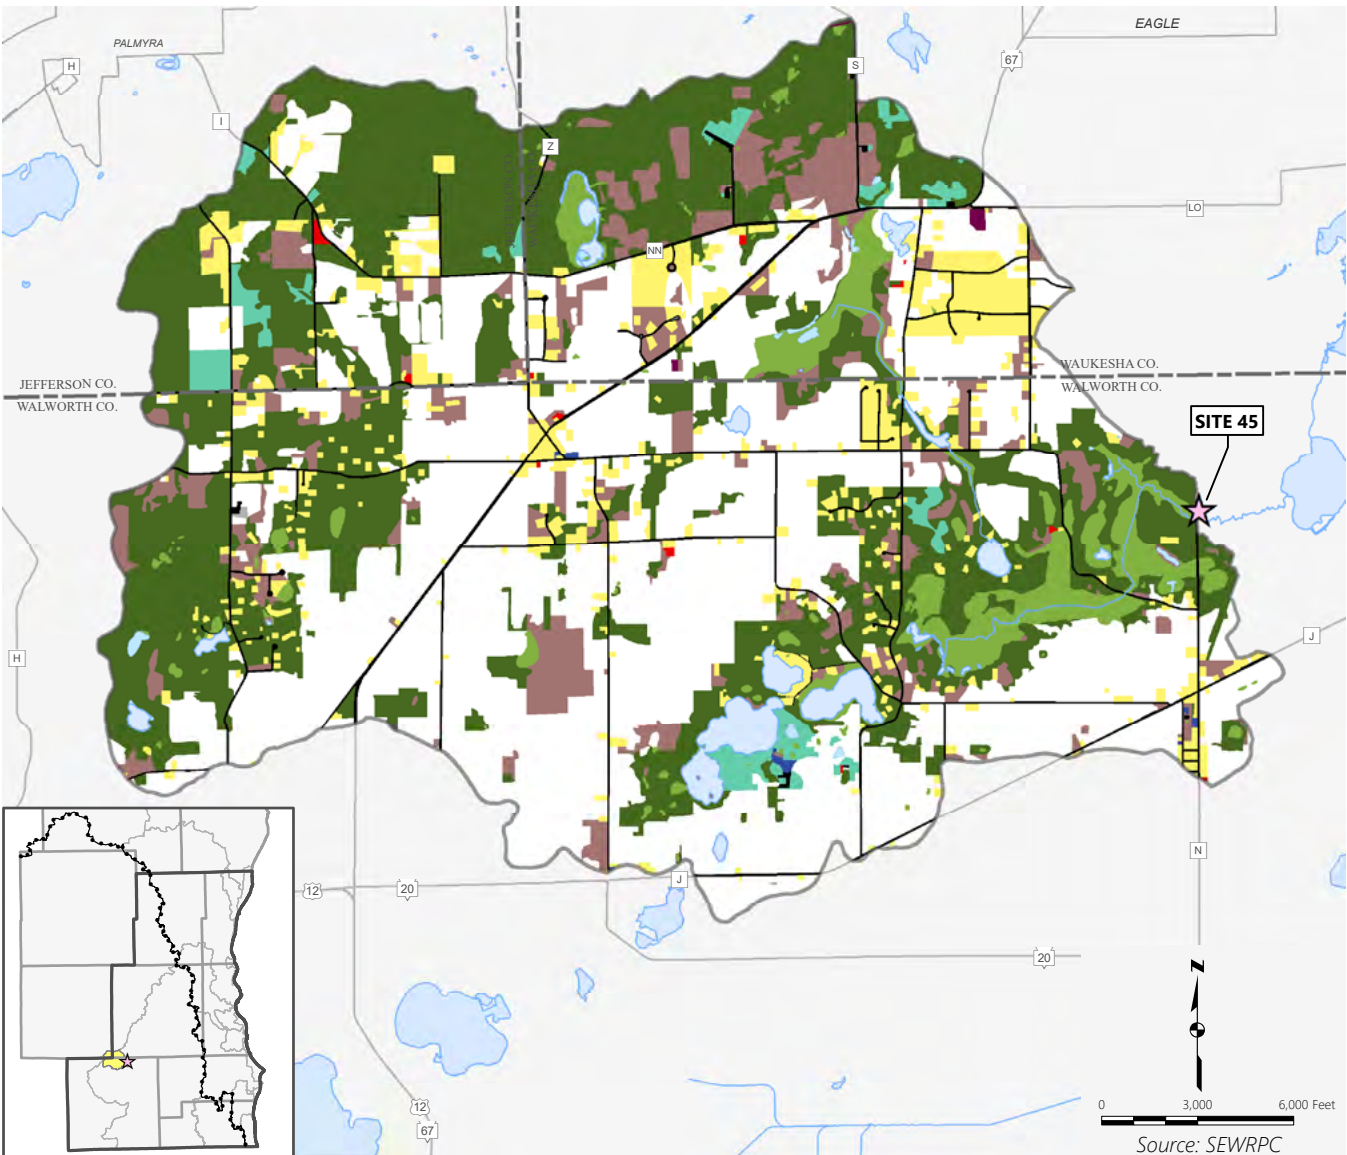 EAGLE
PALMYRA
S
67
H
I
Z
LO
NN
WAUKESHA CO.
JEFFERSON CO.
WALWORTH CO.
WALWORTH CO.
SITE 45
J
H
N
J
12
20
20
12
67
0 3,000 6,000 Feet
Source: SEWRPC